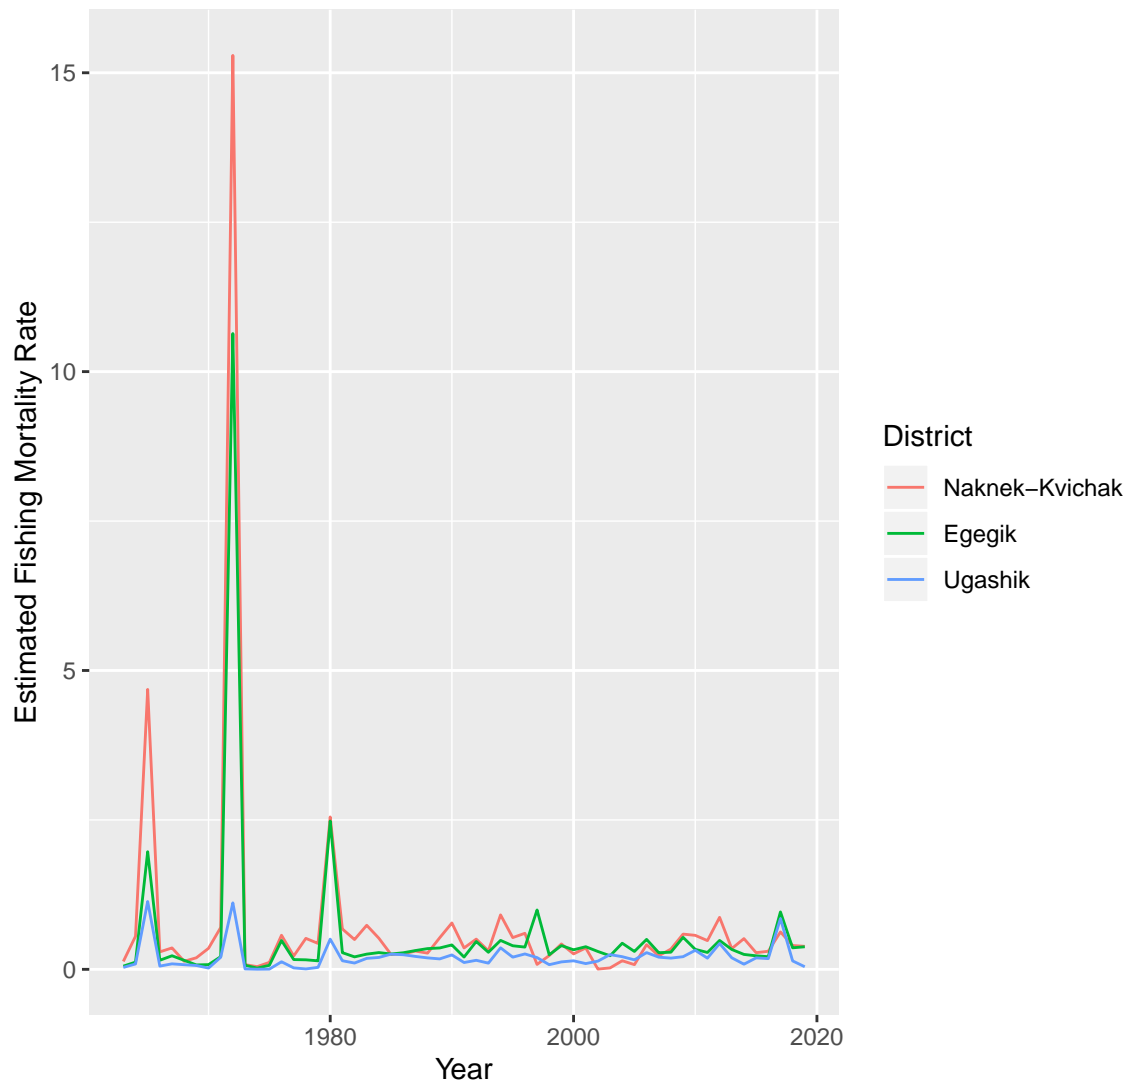 Estimated Fishing Mortality Rate
15
10
5
0
1980
2000
2020
Year
District
Naknek−Kvichak
Egegik
Ugashik